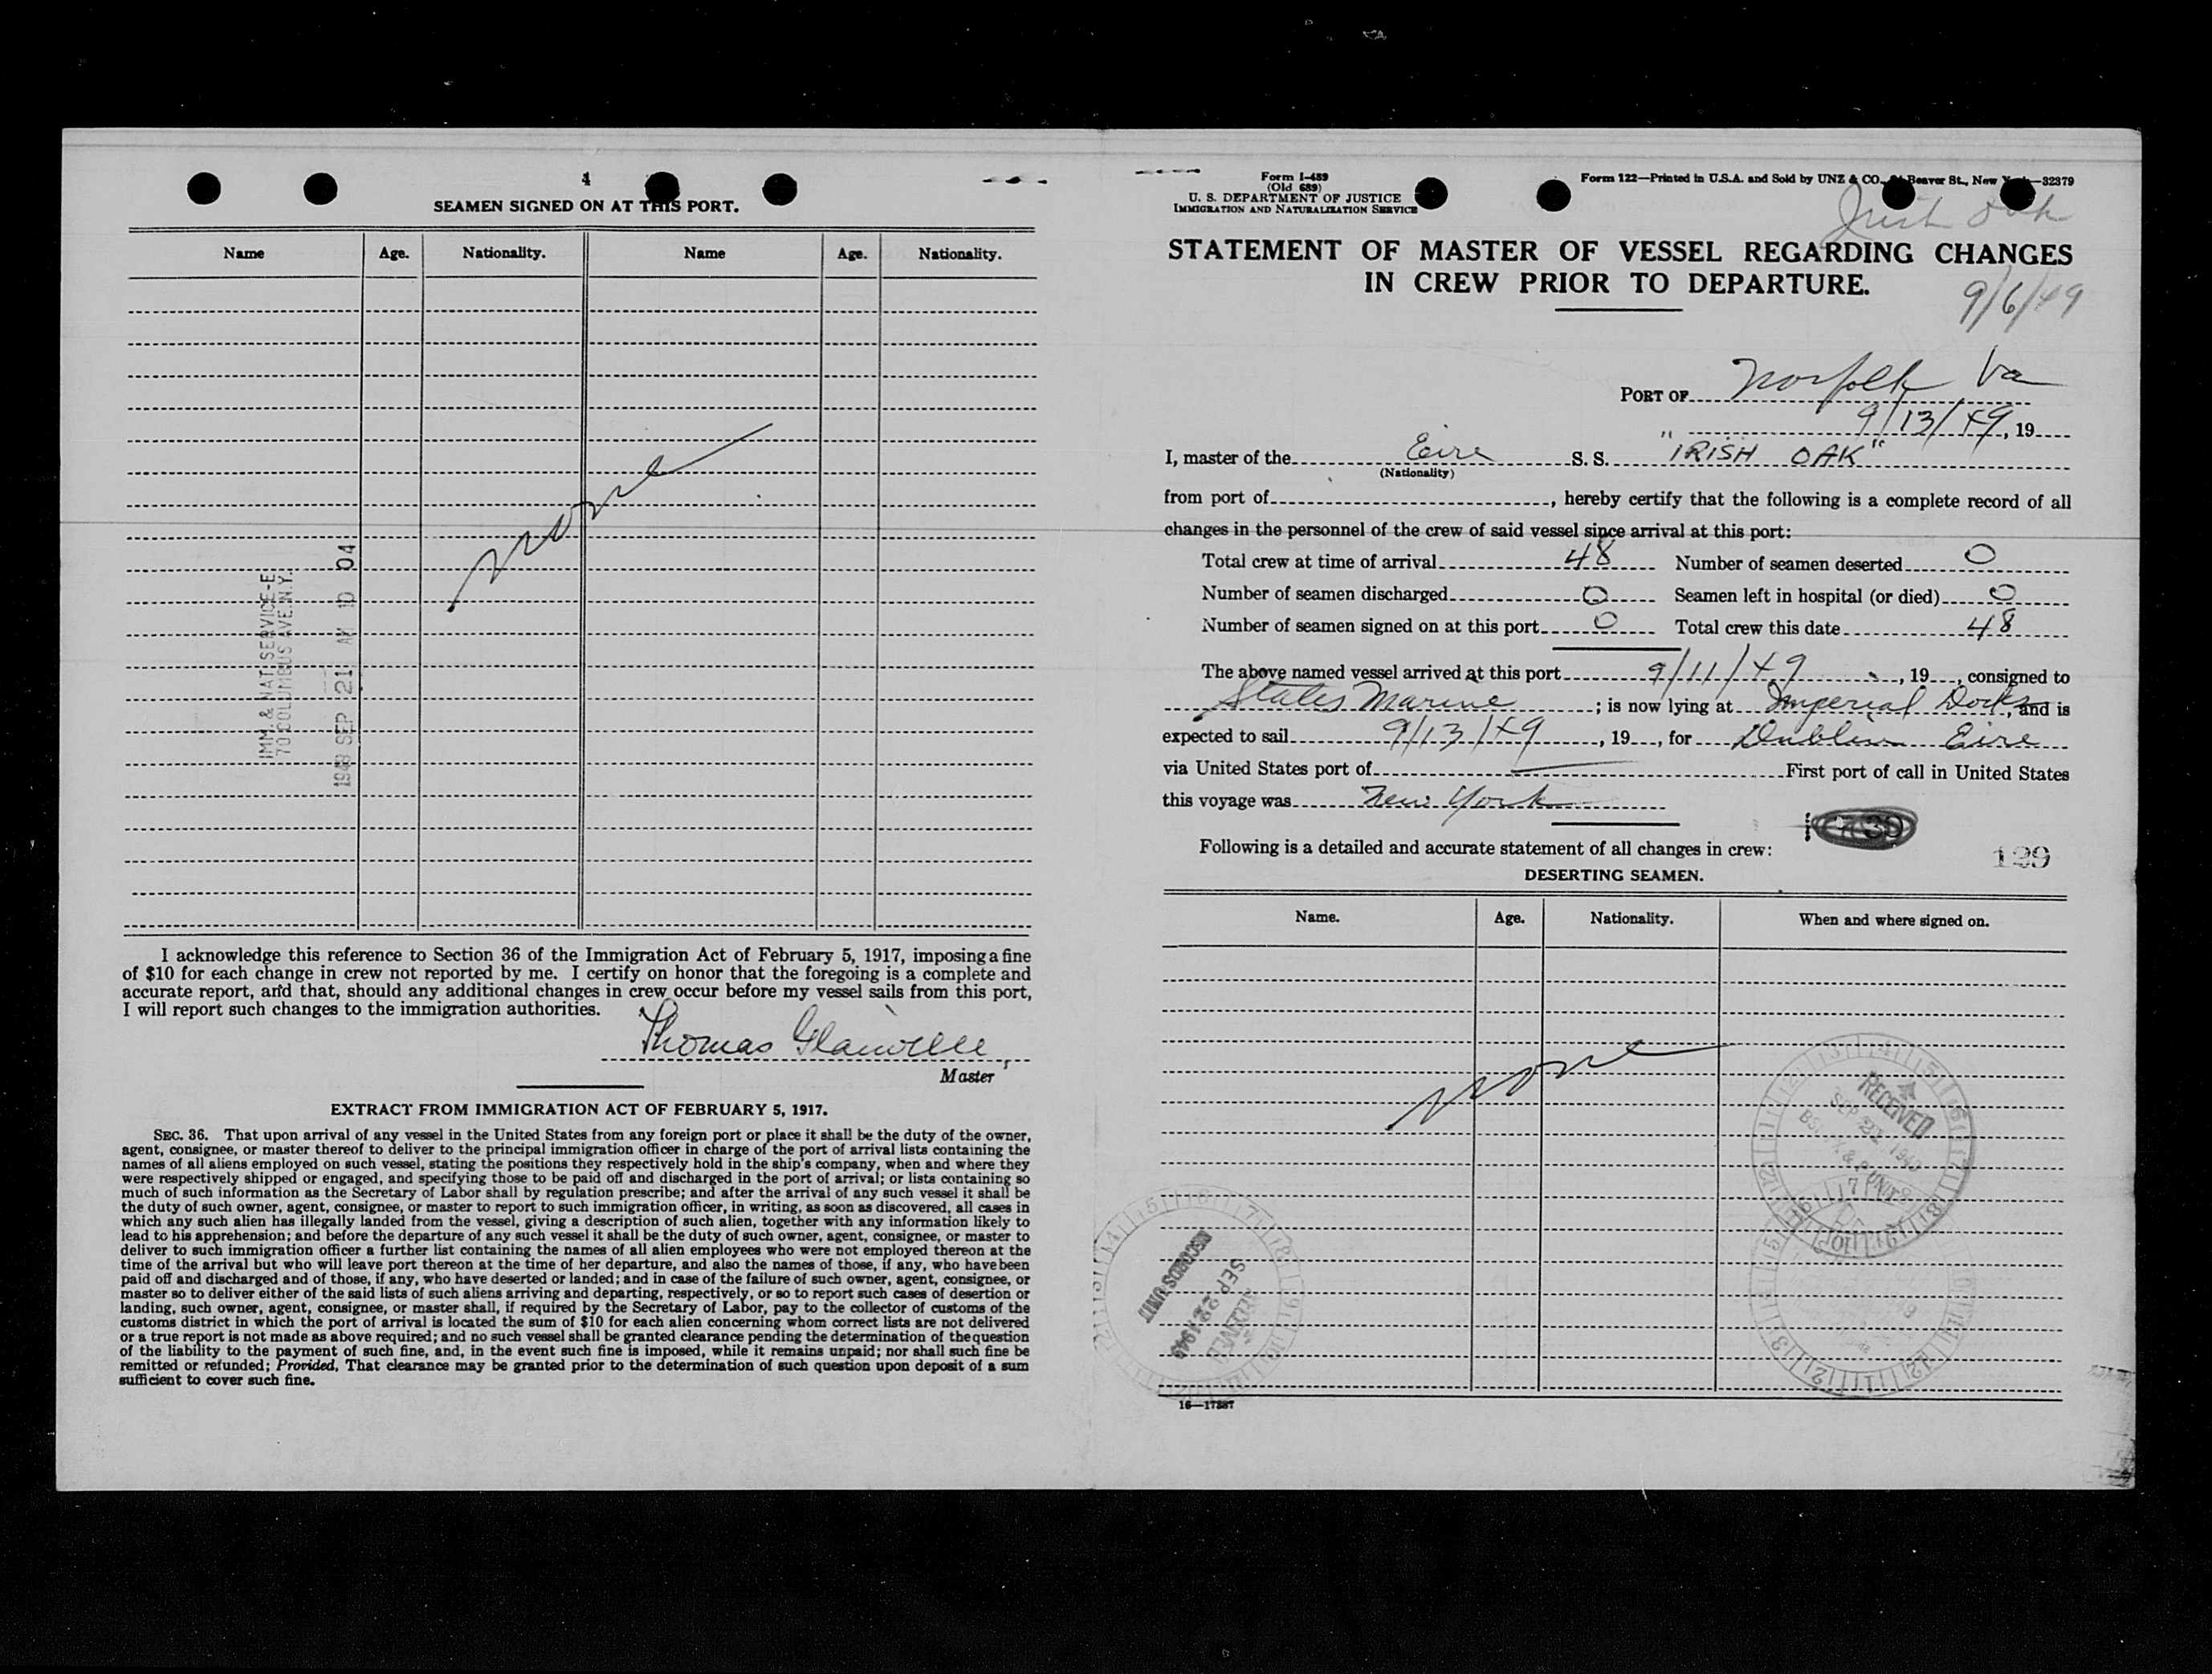 4
SEAMEN SIGNED ON AT THIS PORT.
Name Age. Nationality. Name Age. Nationality.
none
IMM. & NAT. SERVICE-E
70 COLUMBUS AVE. N.Y.
SEP 21 AM 10 04
I acknowledge this reference to Section 36 of the Immigration Act of February 5, 1917, imposing a fine
of $10 for each change in crew not reported by me. I certify on honor that the foregoing is a complete and
accurate report, and that, should any additional changes in crew occur before my vessel sails from this port,
I will report such changes to the immigration authorities.
Thomas Glanville,
Master
EXTRACT FROM IMMIGRATION ACT OF FEBRUARY 5, 1917.
SEC. 36. That upon arrival of any vessel in the United States from any foreign port or place it shall be the duty of the owner,
agent, consignee, or master thereof to deliver to the principal immigration officer in charge of the port of arrival lists containing the
names of all aliens employed on such vessel, stating the positions they respectively hold in the ship's company, when and where they
were respectively shipped or engaged, and specifying those to be paid off and discharged in the port of arrival; or lists containing so
much of such information as the Secretary of Labor shall by regulation prescribe; and after the arrival of any such vessel it shall be
the duty of such owner, agent, consignee, or master to report to such immigration officer, in writing, as soon as discovered, all cases in
which any such alien has illegally landed from the vessel, giving a description of such alien, together with any information likely to
lead to his apprehension; and before the departure of any such vessel it shall be the duty of such owner, agent, consignee, or master to
deliver to such immigration officer a further list containing the names of all alien employees who were not employed thereon at the
time of the arrival but who will leave port thereon at the time of her departure, and also the names of those, if any, who have been
paid off and discharged and of those, if any, who have deserted or landed; and in case of the failure of such owner, agent, consignee, or
master so to deliver either of the said lists of such aliens arriving and departing, respectively, or so to report such cases of desertion or
landing, such owner, agent, consignee, or master shall, if required by the Secretary of Labor, pay to the collector of customs of the
customs district in which the port of arrival is located the sum of $10 for each alien concerning whom correct lists are not delivered
or a true report is not made as above required; and no such vessel shall be granted clearance pending the determination of the question
of the liability to the payment of such fine, and, in the event such fine is imposed, while it remains unpaid; nor shall such fine be
remitted or refunded; Provided, That clearance may be granted prior to the determination of such question upon deposit of a sum
sufficient to cover such fine.
Form I-489
(Old 689)
U. S. DEPARTMENT OF JUSTICE
IMMIGRATION AND NATURALIZATION SERVICE
Form 122—Printed in U.S.A. and Sold by UNZ & CO., Beaver St., New —32379
Irish Oak
STATEMENT OF MASTER OF VESSEL REGARDING CHANGES
IN CREW PRIOR TO DEPARTURE.
9/6/49
PORT OF Norfolk Va
9/13/49, 19
I, master of the Eire S. S. "IRISH OAK"
(Nationality)
from port of , hereby certify that the following is a complete record of all
changes in the personnel of the crew of said vessel since arrival at this port:
Total crew at time of arrival 48 Number of seamen deserted 0
Number of seamen discharged 0 Seamen left in hospital (or died) 0
Number of seamen signed on at this port 0 Total crew this date 48
The above named vessel arrived at this port 9/11/49, 19 , consigned to
States Marine ; is now lying at Imperial Docks, and is
expected to sail 9/13/49, 19 , for Dublin Eire
via United States port of — First port of call in United States
this voyage was New York
Following is a detailed and accurate statement of all changes in crew:
129
DESERTING SEAMEN.
Name. Age. Nationality. When and where signed on.
none
RECEIVED
RECORDS UNIT
SEP 22 1949
RECEIVED
16—17887